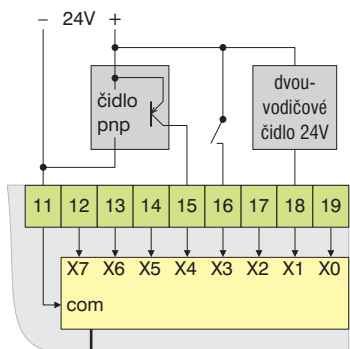 – 24V +
čidlo
pnp
dvou-
vodičové
čidlo 24V
11 12 13 14 15 16 17 18 19
X7 X6 X5 X4 X3 X2 X1 X0
com